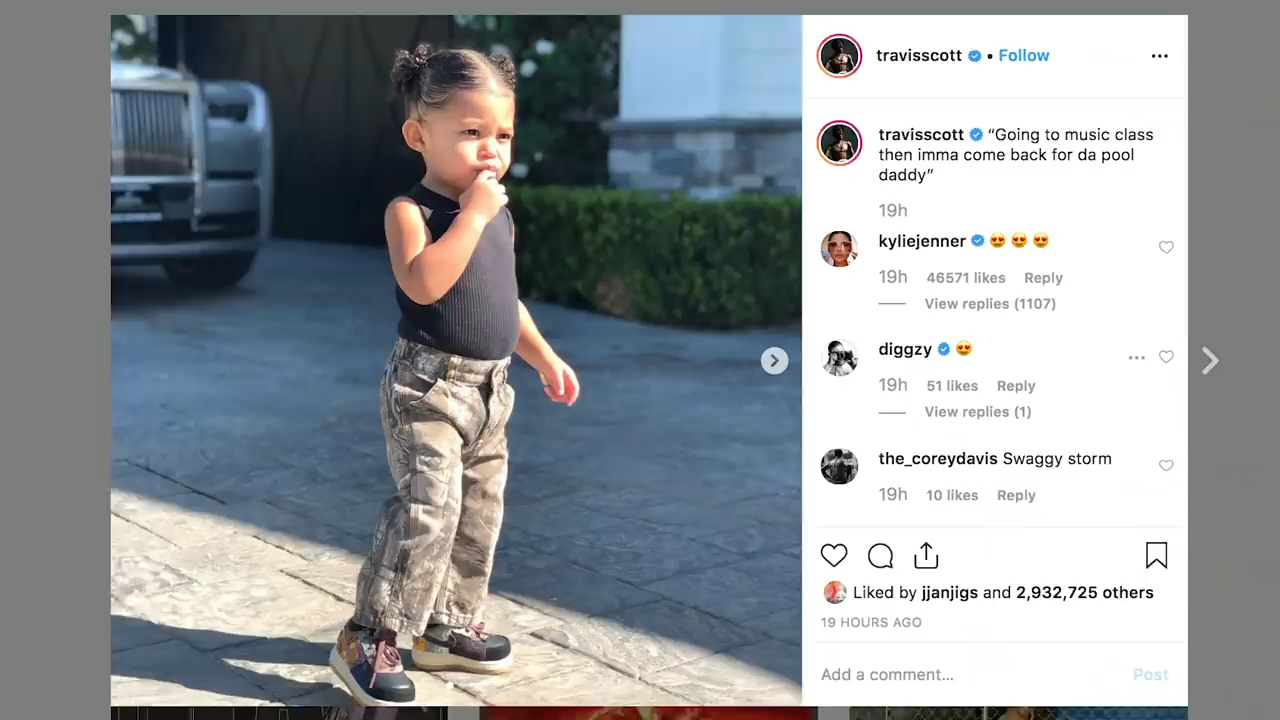 travisscott • Follow
travisscott “Going to music class
then imma come back for da pool
daddy”
19h
kyliejenner 😍 😍 😍
19h 46571 likes Reply
View replies (1107)
diggzy 😍
19h 51 likes Reply
View replies (1)
the_coreydavis Swaggy storm
19h 10 likes Reply
Liked by jjanjigs and 2,932,725 others
19 HOURS AGO
Add a comment... Post